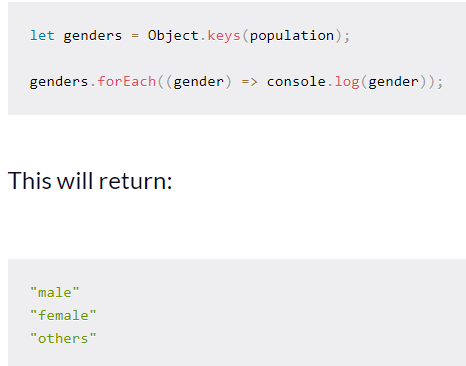 let genders = Object.keys(population);
genders.forEach((gender) => console.log(gender));
This will return:
"male"
"female"
"others"